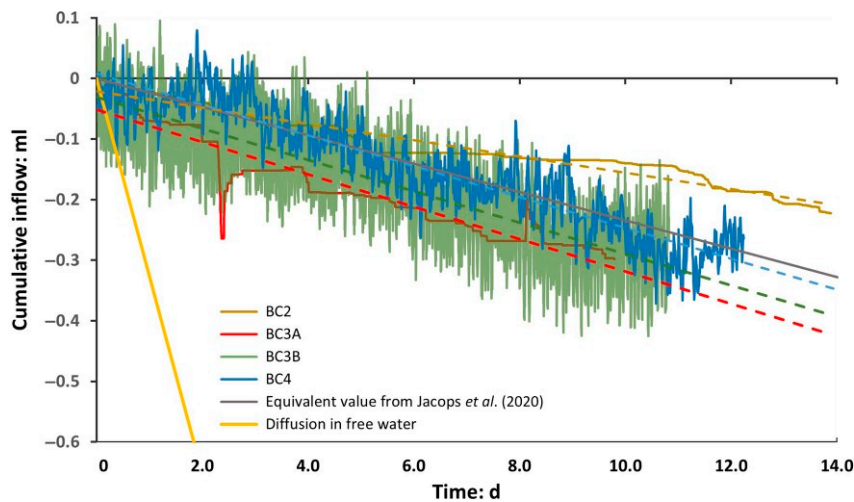 0.1
0
–0.1
–0.2
–0.3
–0.4
–0.5
–0.6
Cumulative inflow: ml
BC2
BC3A
BC3B
BC4
Equivalent value from Jacops et al. (2020)
Diffusion in free water
0 2.0 4.0 6.0 8.0 10.0 12.0 14.0
Time: d